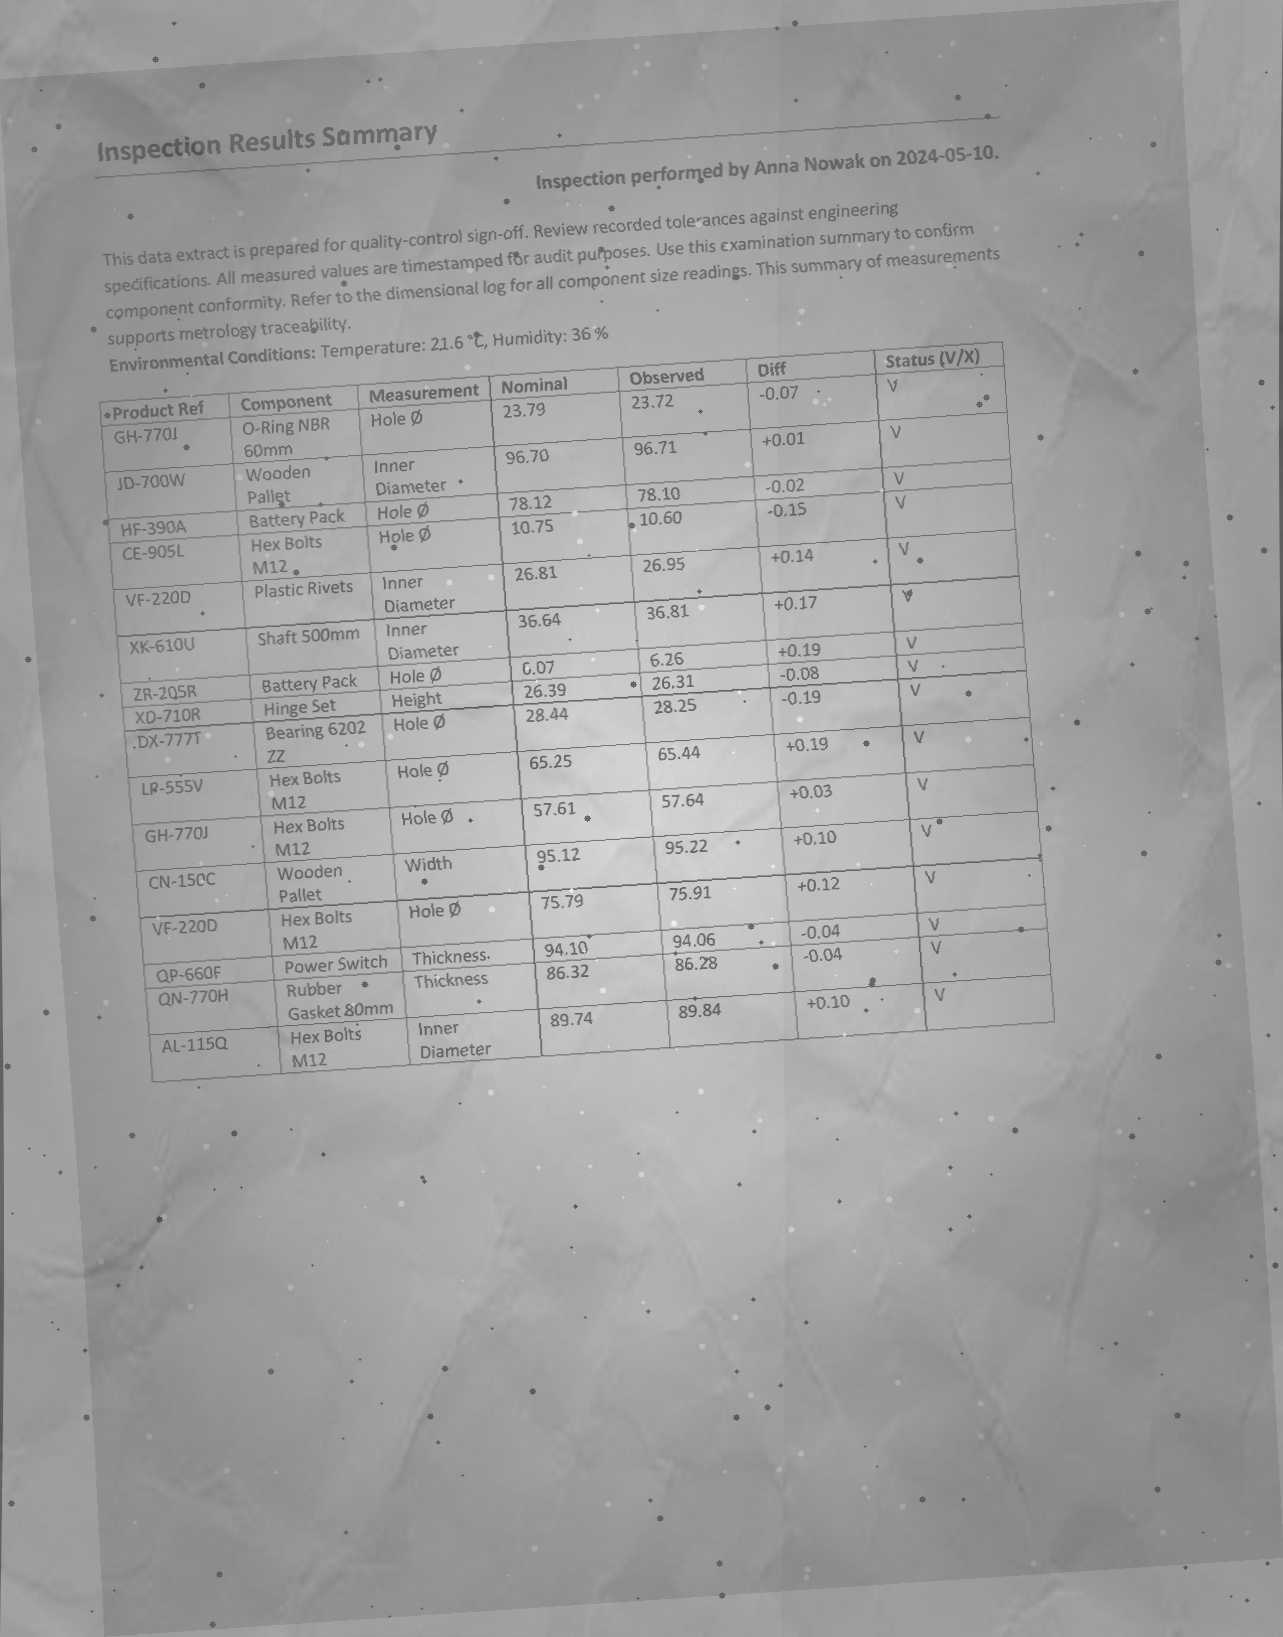 Inspection Results Summary
Inspection performed by Anna Nowak on 2024-05-10.
This data extract is prepared for quality-control sign-off. Review recorded tolerances against engineering
specifications. All measured values are timestamped for audit purposes. Use this examination summary to confirm
component conformity. Refer to the dimensional log for all component size readings. This summary of measurements
supports metrology traceability.
Environmental Conditions: Temperature: 21.6 °C, Humidity: 36 %
Product Ref Component Measurement Nominal Observed Diff Status (V/X)
GH-770J O-Ring NBR 60mm Hole Ø 23.79 23.72 -0.07 V
JD-700W Wooden Pallet Inner Diameter 96.70 96.71 +0.01 V
HF-390A Battery Pack Hole Ø 78.12 78.10 -0.02 V
CE-905L Hex Bolts M12 Hole Ø 10.75 10.60 -0.15 V
VF-220D Plastic Rivets Inner Diameter 26.81 26.95 +0.14 V
XK-610U Shaft 500mm Inner Diameter 36.64 36.81 +0.17 V
ZR-205R Battery Pack Hole Ø 6.07 6.26 +0.19 V
XD-710R Hinge Set Height 26.39 26.31 -0.08 V
DX-777T Bearing 6202 ZZ Hole Ø 28.44 28.25 -0.19 V
LR-555V Hex Bolts M12 Hole Ø 65.25 65.44 +0.19 V
GH-770J Hex Bolts M12 Hole Ø 57.61 57.64 +0.03 V
CN-150C Wooden Pallet Width 95.12 95.22 +0.10 V
VF-220D Hex Bolts M12 Hole Ø 75.79 75.91 +0.12 V
QP-660F Power Switch Thickness 94.10 94.06 -0.04 V
QN-770H Rubber Gasket 80mm Thickness 86.32 86.28 -0.04 V
AL-115Q Hex Bolts M12 Inner Diameter 89.74 89.84 +0.10 V